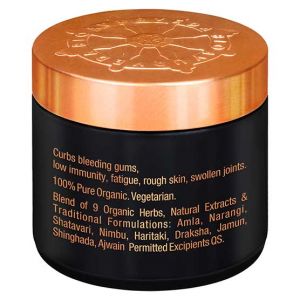 Curbs bleeding gums,
low immunity, fatigue, rough skin, swollen joints.
100% Pure Organic. Vegetarian.
Blend of 9 Organic Herbs, Natural Extracts &
Traditional Formulations: Amla, Narangi,
Shatavari, Nimbu, Haritaki, Draksha, Jamun,
Shinghada, Ajwain Permitted Excipients QS.